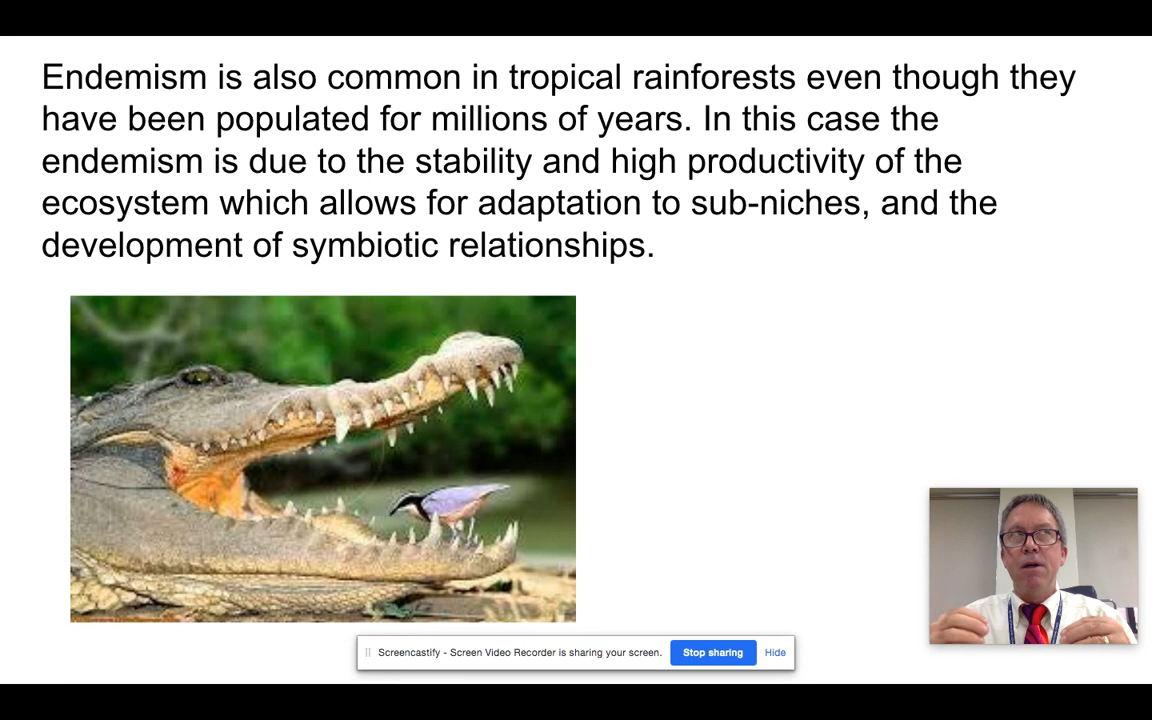 Endemism is also common in tropical rainforests even though they
have been populated for millions of years. In this case the
endemism is due to the stability and high productivity of the
ecosystem which allows for adaptation to sub-niches, and the
development of symbiotic relationships.
Screencastify - Screen Video Recorder is sharing your screen. Stop sharing Hide